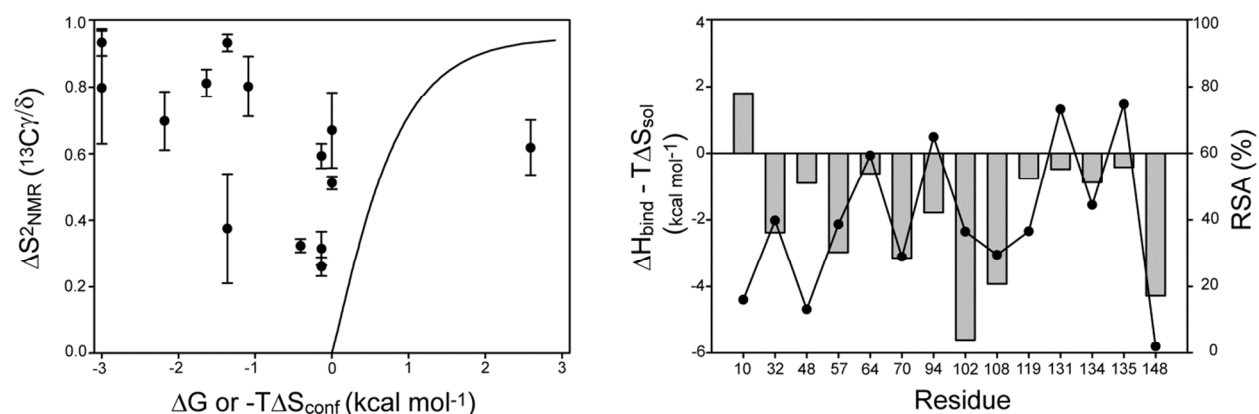 1.0
0.8
0.6
0.4
0.2
0.0
ΔS²NMR (¹³Cγ/δ)
-3 -2 -1 0 1 2 3
ΔG or -TΔSconf (kcal mol⁻¹)
4
2
0
-2
-4
-6
ΔHbind - TΔSsol
(kcal mol⁻¹)
100
80
60
40
20
0
RSA (%)
10 32 48 57 64 70 94 102 108 119 131 134 135 148
Residue